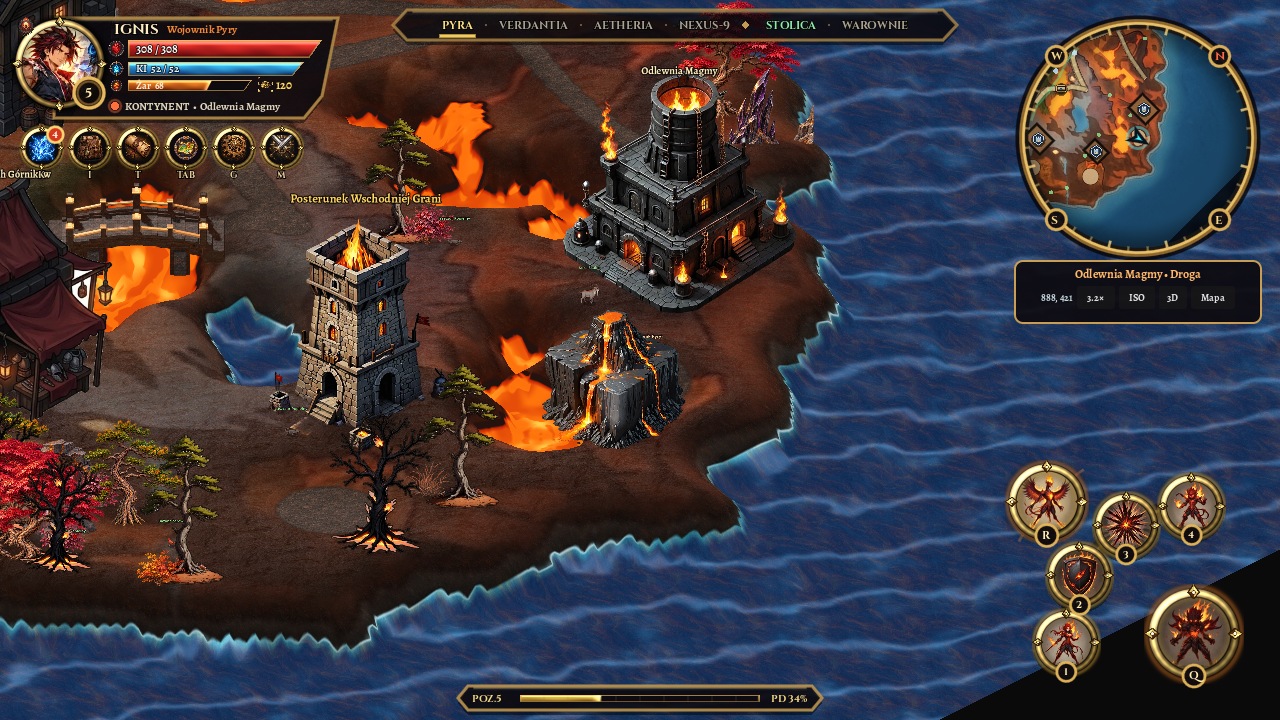 IGNIS Wojownik Pyry
308 / 308
KI 52 / 52
Żar 68
120
5
KONTYNENT • Odlewnia Magmy
4
I
T
TAB
G
M
h Górników
PYRA · VERDANTIA · AETHERIA · NEXUS-9 ◆ STOLICA · WAROWNIE
Odlewnia Magmy
Posterunek Wschodniej Grani
W
N
S
E
Odlewnia Magmy • Droga
888, 421
3.2×
ISO
3D
Mapa
R
4
3
2
1
Q
POZ.5
PD 34%